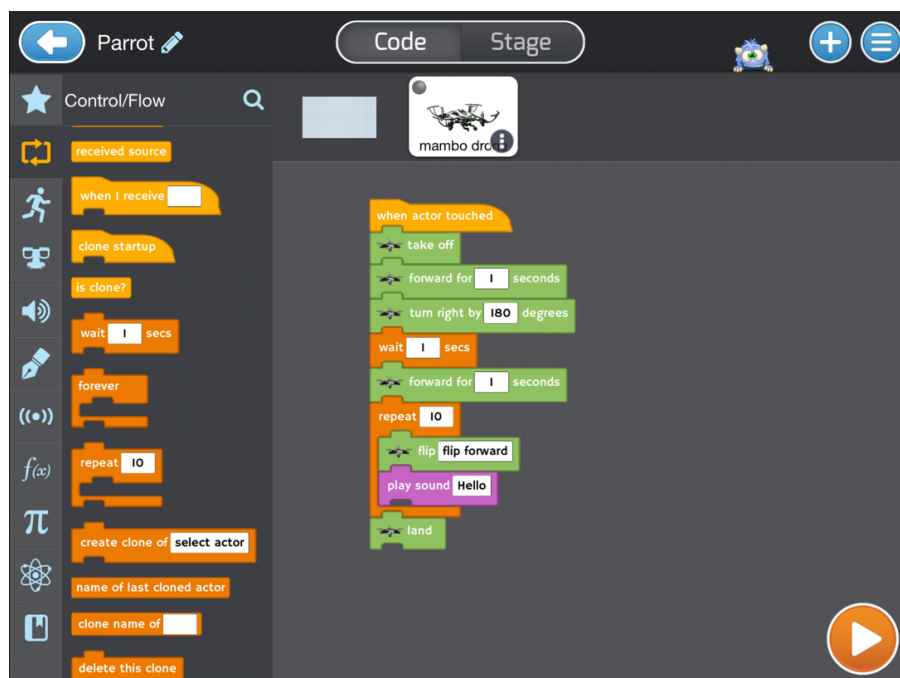 Parrot
Code
Stage
Control/Flow
mambo
received source
when I receive
clone startup
is clone?
wait 1 secs
forever
repeat 10
create clone of select actor
name of last cloned actor
clone name of
delete this clone
when actor touched
take off
forward for 1 seconds
turn right by 180 degrees
wait 1 secs
forward for 1 seconds
repeat 10
flip flip forward
play sound Hello
land
f(x)
π